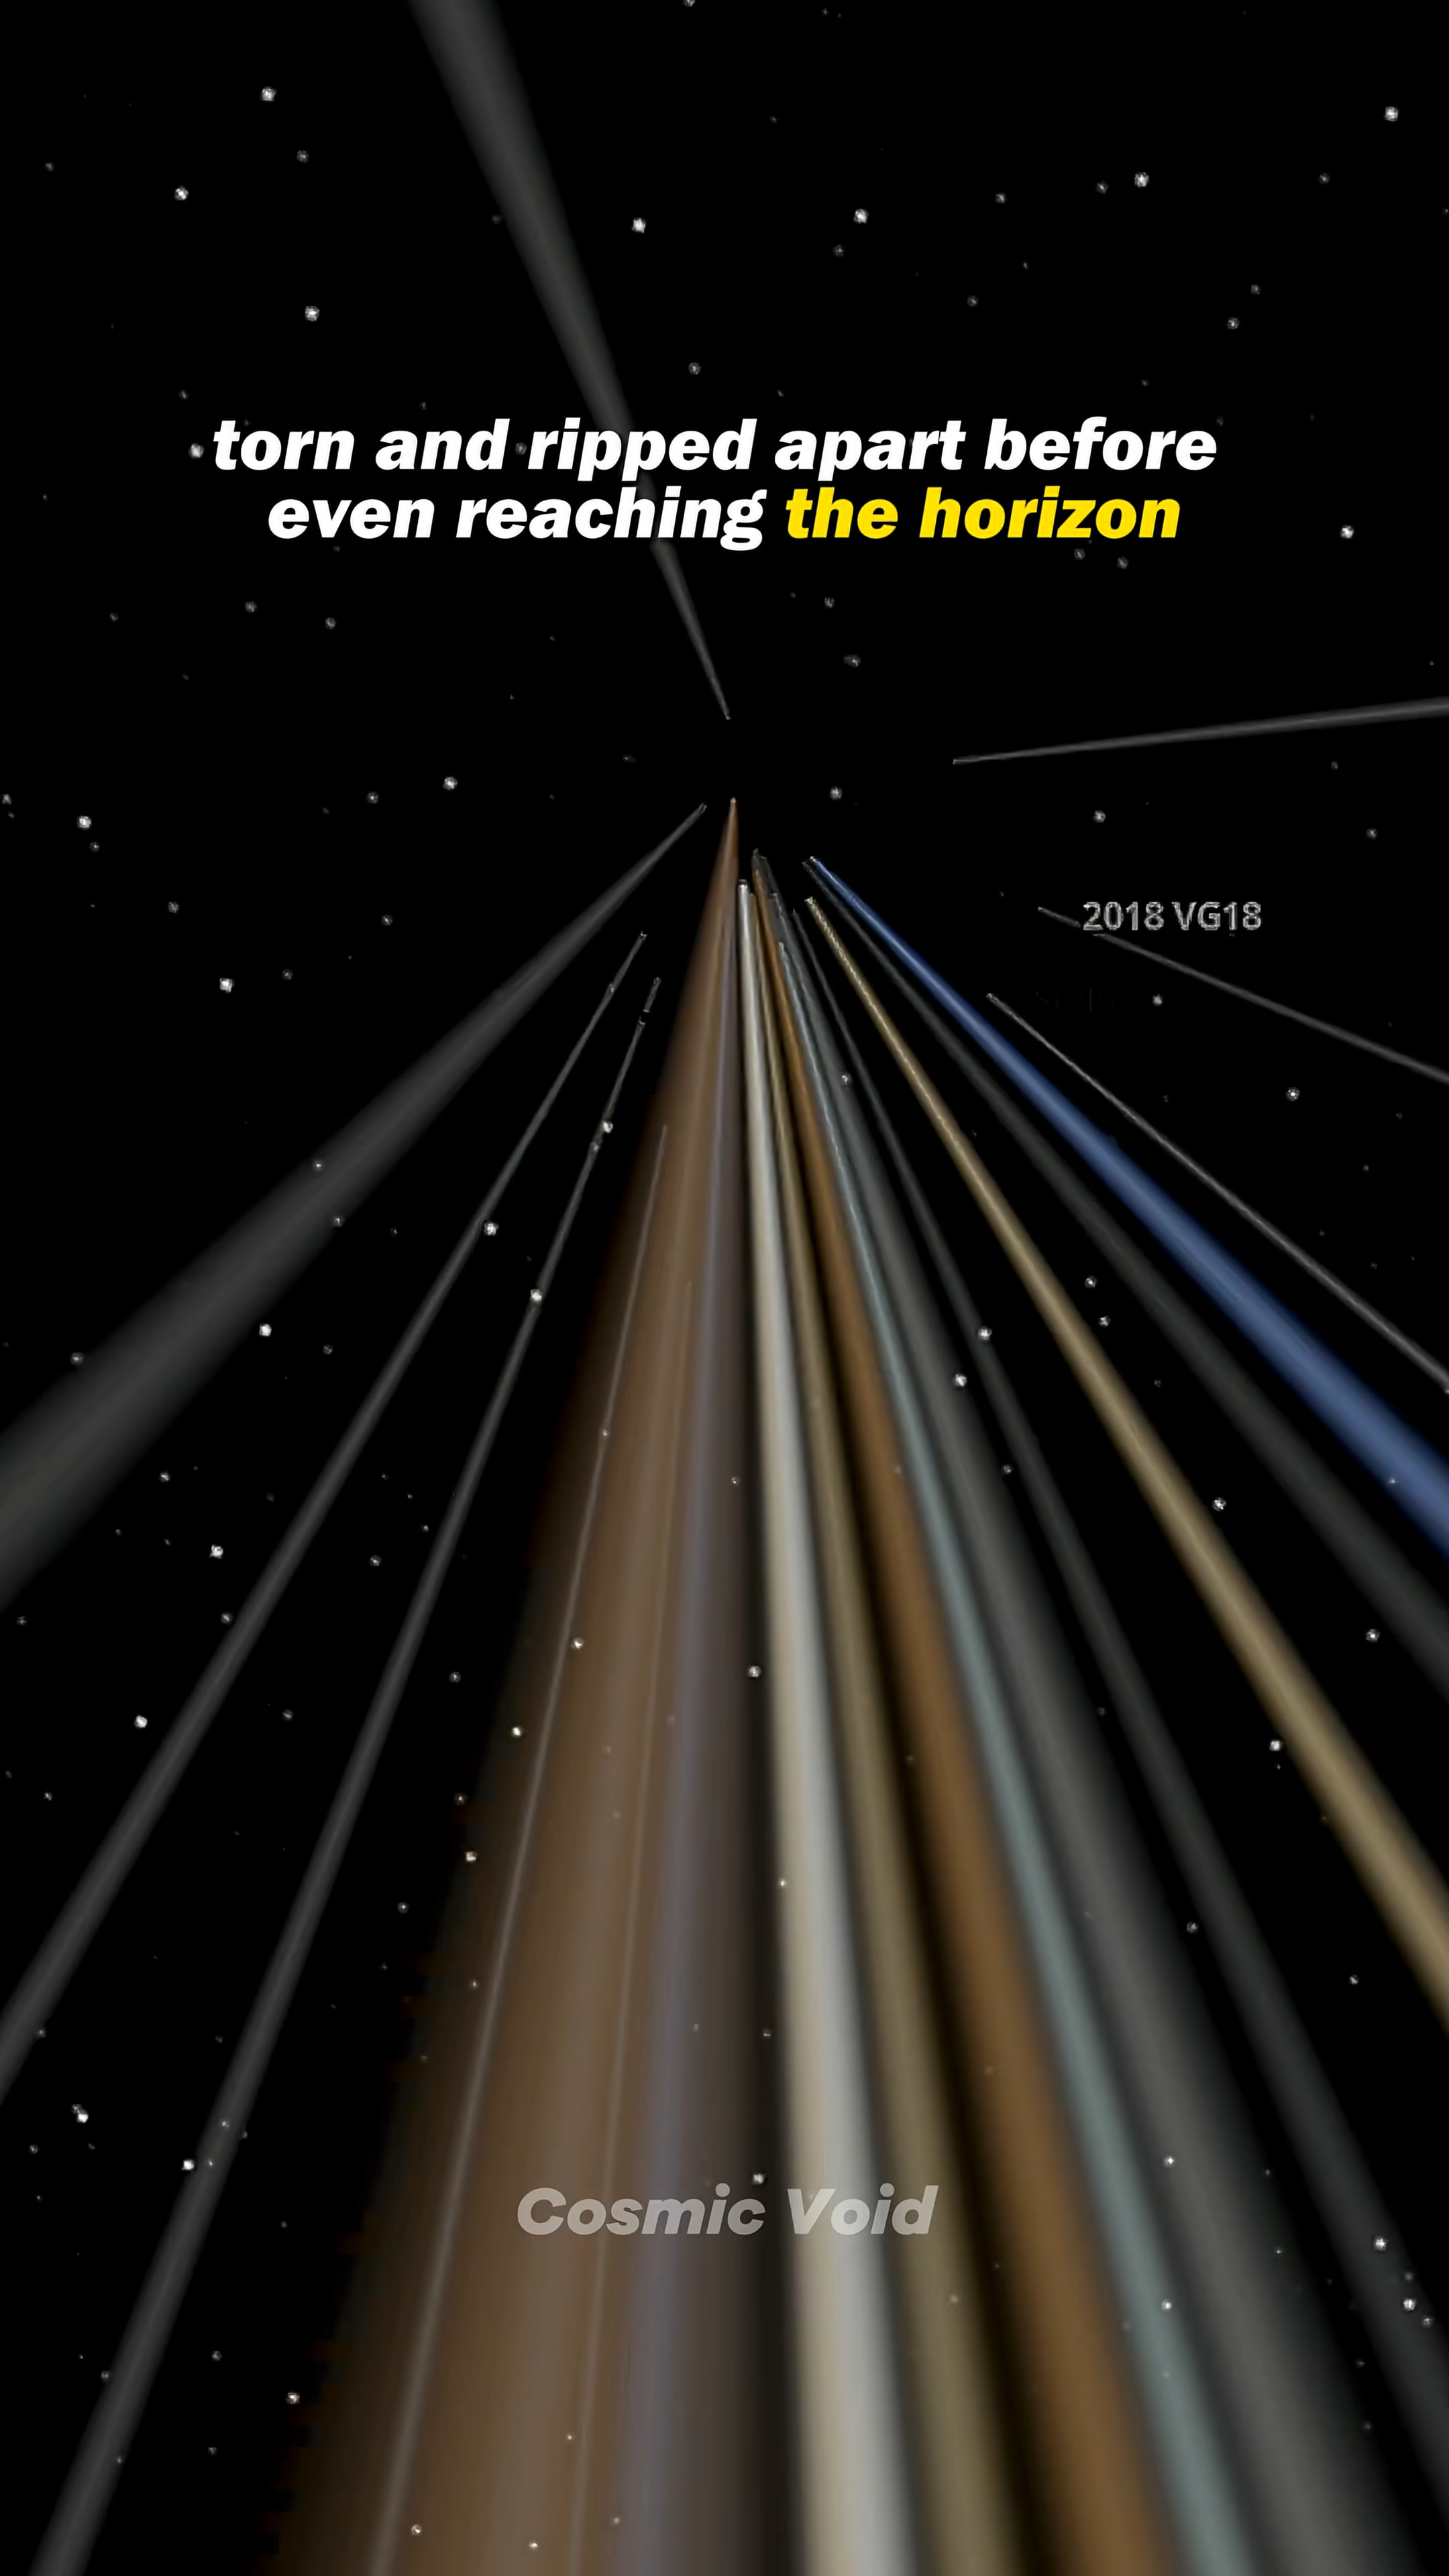 torn and ripped apart before
even reaching the horizon
2018 VG18
Cosmic Void